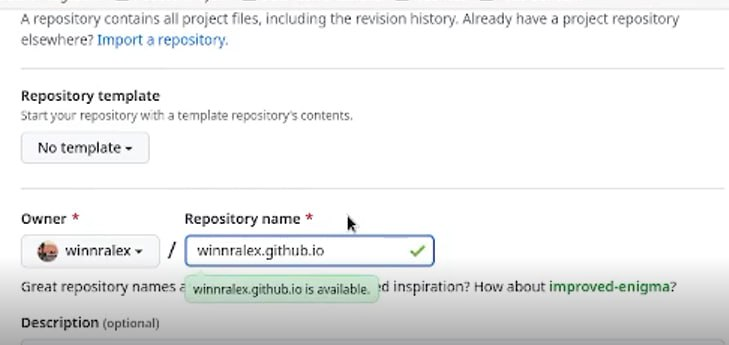 A repository contains all project files, including the revision history. Already have a project repository
elsewhere? Import a repository.
Repository template
Start your repository with a template repository's contents.
No template
Owner *
Repository name *
winnralex
/
winnralex.github.io
winnralex.github.io is available.
Great repository names a d inspiration? How about improved-enigma?
Description (optional)